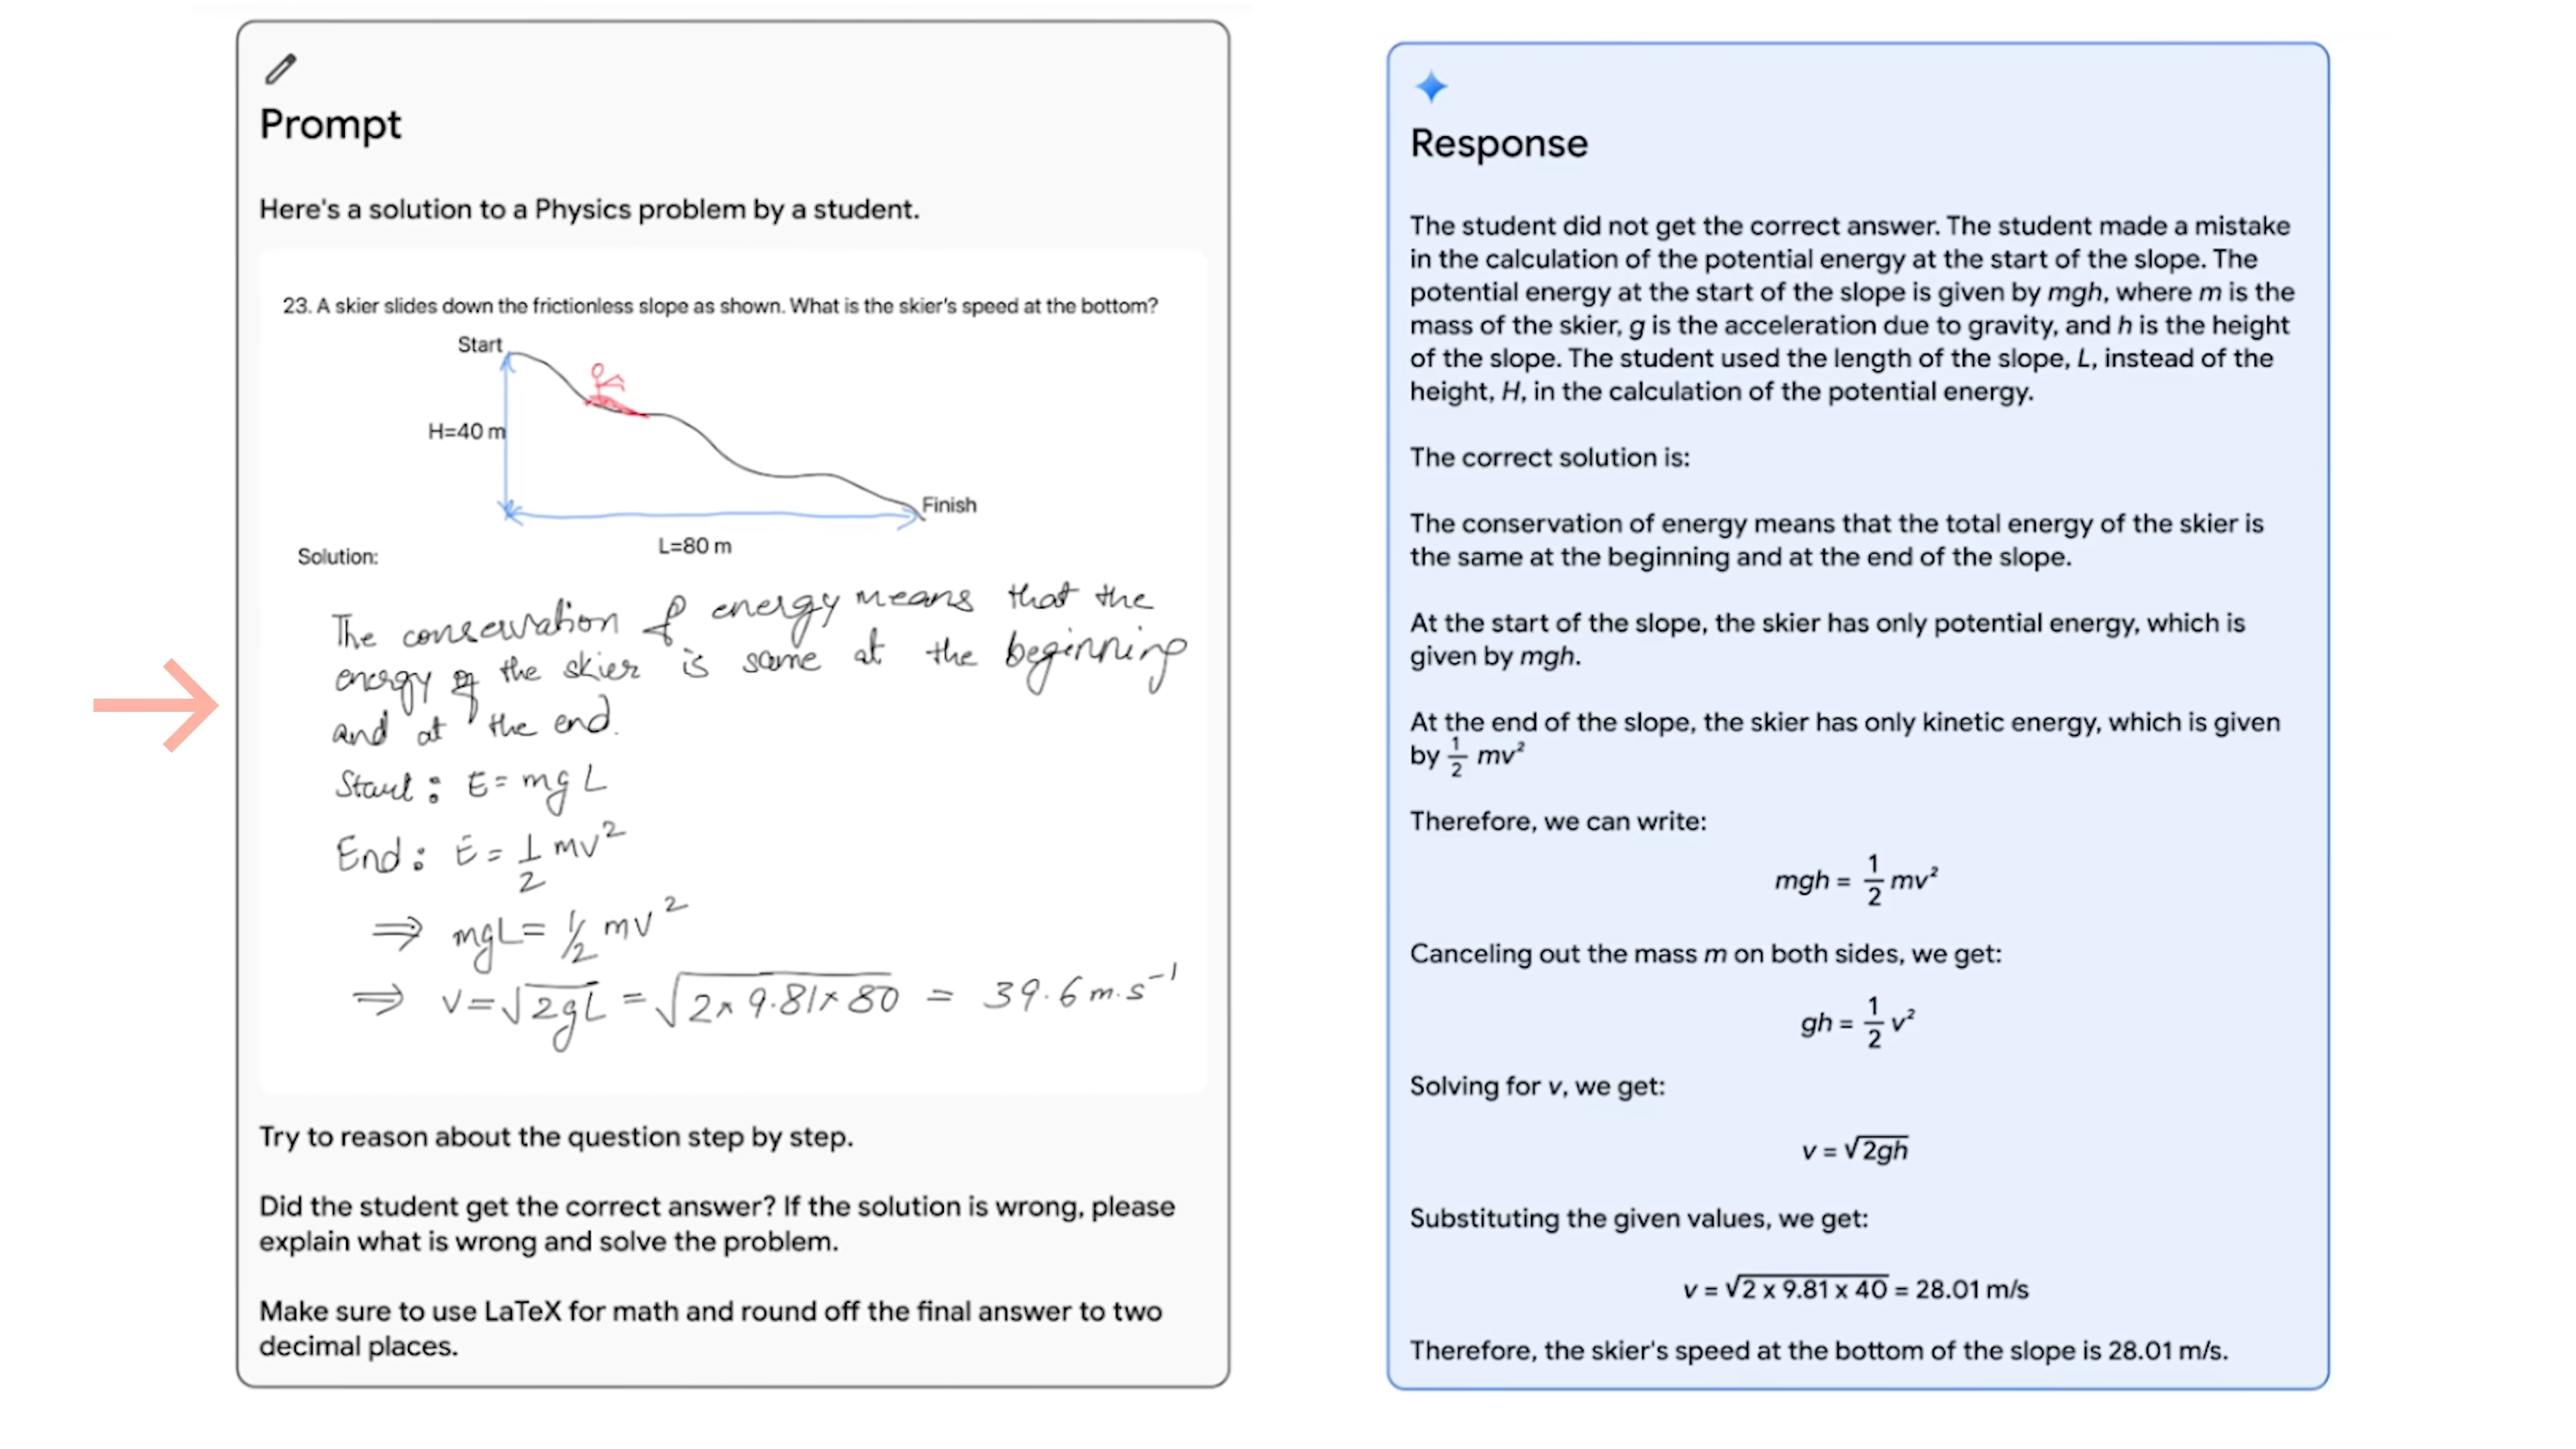 Prompt
Here's a solution to a Physics problem by a student.
23. A skier slides down the frictionless slope as shown. What is the skier's speed at the bottom?
Start
H=40 m
Finish
L=80 m
Solution:
The conservation of energy means that the
energy of the skier is same at the beginning
and at the end.
Start : E = mgL
End : E = 1/2 mv²
⇒ mgL = 1/2 mv²
⇒ v = √2gL = √2 × 9.81 × 80 = 39.6 m.s⁻¹
Try to reason about the question step by step.
Did the student get the correct answer? If the solution is wrong, please
explain what is wrong and solve the problem.
Make sure to use LaTeX for math and round off the final answer to two
decimal places.
Response
The student did not get the correct answer. The student made a mistake
in the calculation of the potential energy at the start of the slope. The
potential energy at the start of the slope is given by mgh, where m is the
mass of the skier, g is the acceleration due to gravity, and h is the height
of the slope. The student used the length of the slope, L, instead of the
height, H, in the calculation of the potential energy.
The correct solution is:
The conservation of energy means that the total energy of the skier is
the same at the beginning and at the end of the slope.
At the start of the slope, the skier has only potential energy, which is
given by mgh.
At the end of the slope, the skier has only kinetic energy, which is given
by 1/2 mv²
Therefore, we can write:
mgh = 1/2 mv²
Canceling out the mass m on both sides, we get:
gh = 1/2 v²
Solving for v, we get:
v = √2gh
Substituting the given values, we get:
v = √2 x 9.81 x 40 = 28.01 m/s
Therefore, the skier's speed at the bottom of the slope is 28.01 m/s.